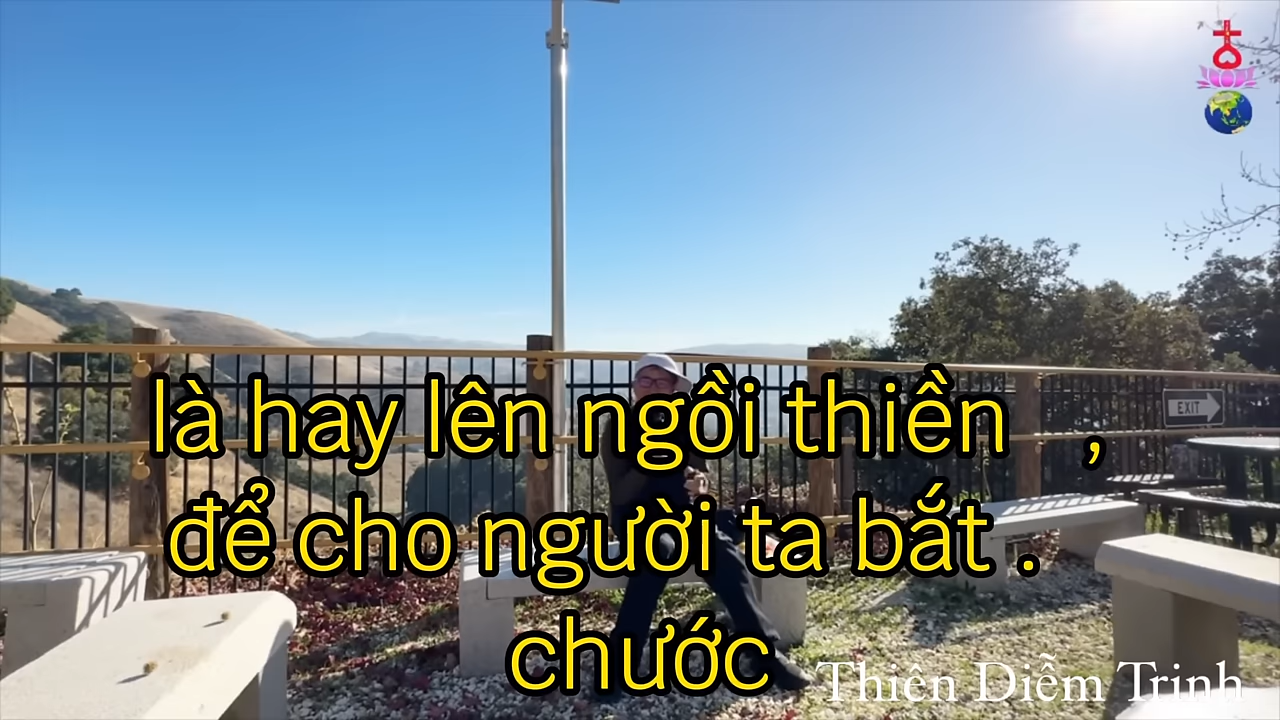 EXIT
là hay lên ngồi thiền ,
để cho người ta bắt .
chước
Thiên Diễm Trinh